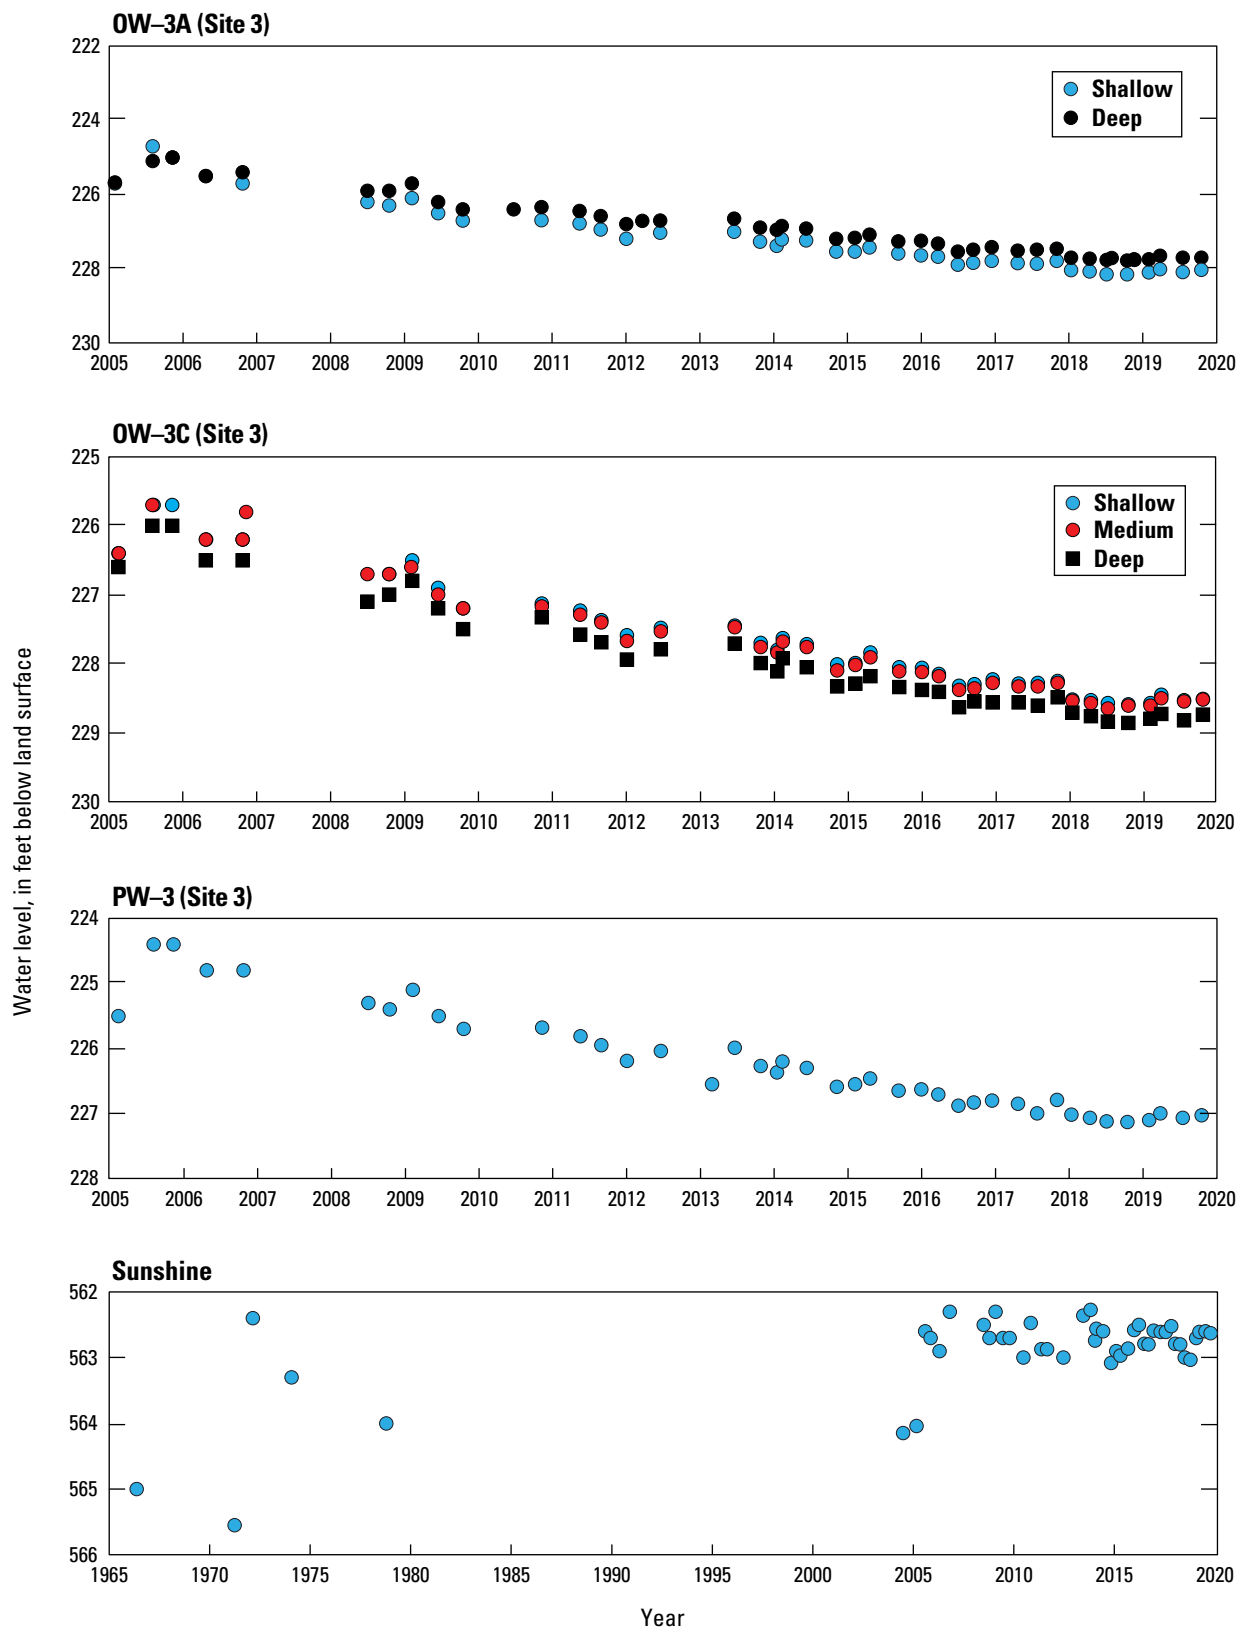 OW–3A (Site 3)
222
224
226
228
230
Shallow
Deep
2005 2006 2007 2008 2009 2010 2011 2012 2013 2014 2015 2016 2017 2018 2019 2020
OW–3C (Site 3)
225
226
227
228
229
230
Shallow
Medium
Deep
2005 2006 2007 2008 2009 2010 2011 2012 2013 2014 2015 2016 2017 2018 2019 2020
Water level, in feet below land surface
PW–3 (Site 3)
224
225
226
227
228
2005 2006 2007 2008 2009 2010 2011 2012 2013 2014 2015 2016 2017 2018 2019 2020
Sunshine
562
563
564
565
566
1965 1970 1975 1980 1985 1990 1995 2000 2005 2010 2015 2020
Year